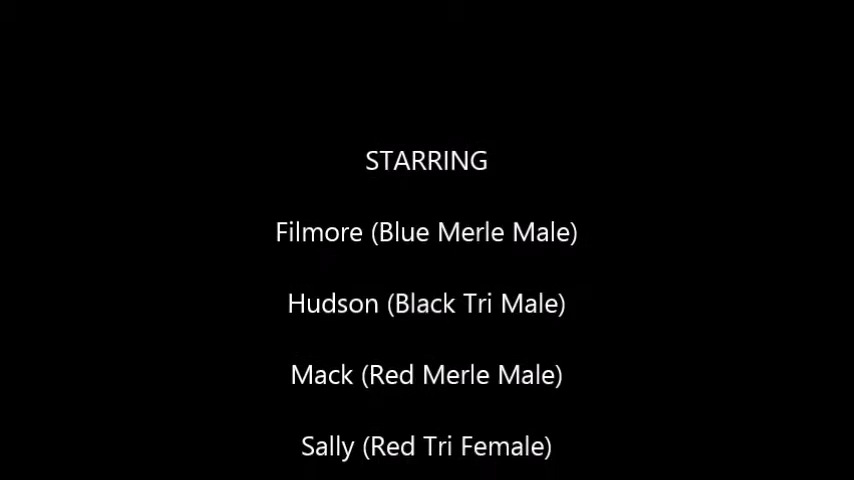 STARRING
Filmore (Blue Merle Male)
Hudson (Black Tri Male)
Mack (Red Merle Male)
Sally (Red Tri Female)